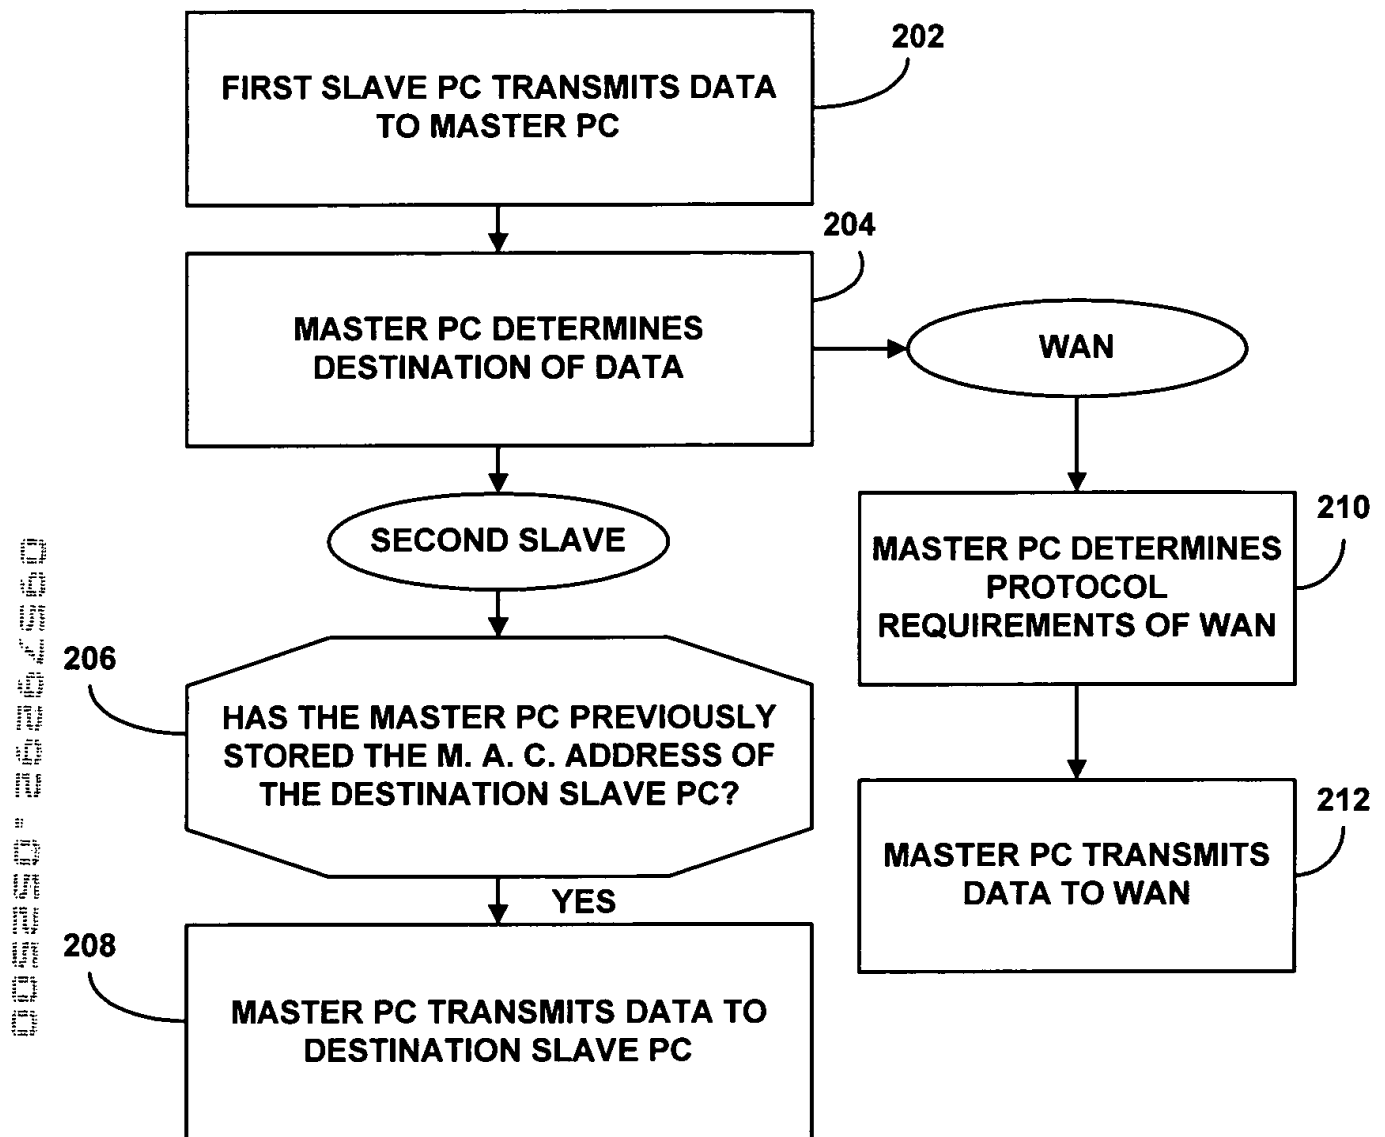 202
FIRST SLAVE PC TRANSMITS DATA
TO MASTER PC
204
MASTER PC DETERMINES
DESTINATION OF DATA
WAN
SECOND SLAVE
210
MASTER PC DETERMINES
PROTOCOL
REQUIREMENTS OF WAN
206
HAS THE MASTER PC PREVIOUSLY
STORED THE M. A. C. ADDRESS OF
THE DESTINATION SLAVE PC?
212
MASTER PC TRANSMITS
DATA TO WAN
YES
208
MASTER PC TRANSMITS DATA TO
DESTINATION SLAVE PC